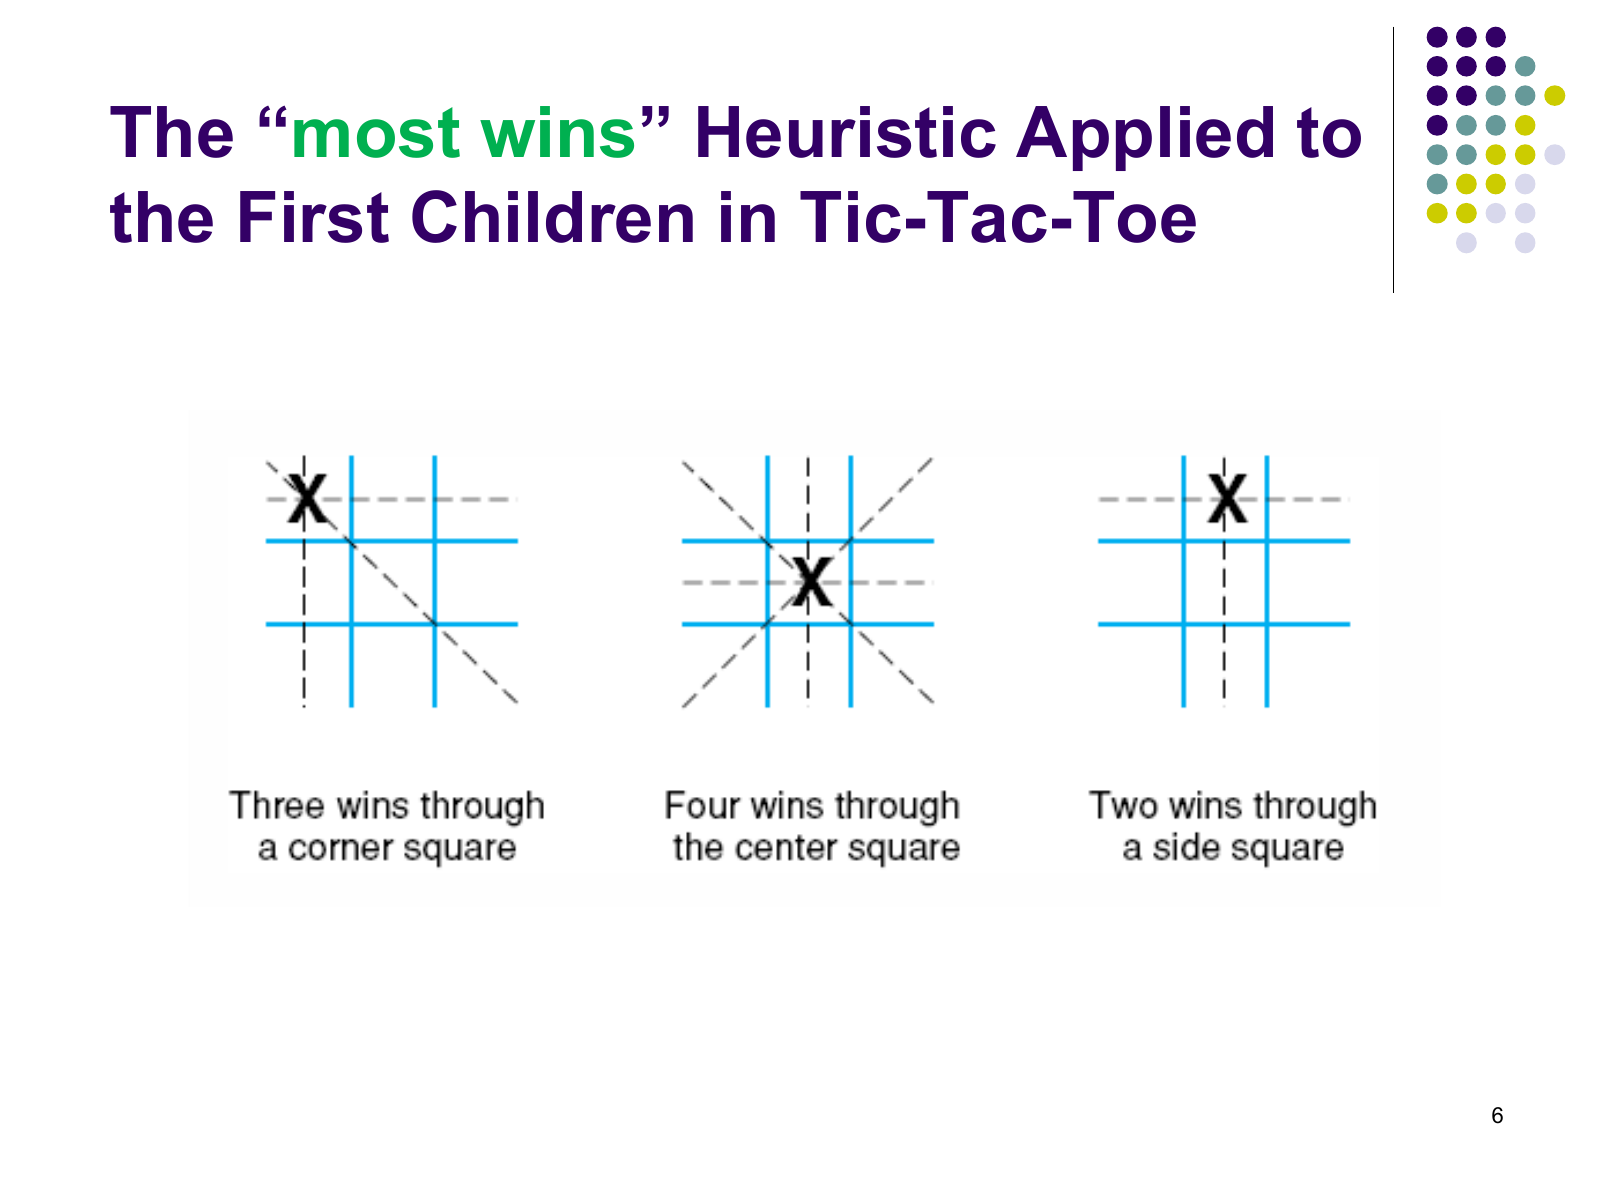 The “most wins” Heuristic Applied to
the First Children in Tic-Tac-Toe
X
X
X
Three wins through
a corner square
Four wins through
the center square
Two wins through
a side square
6